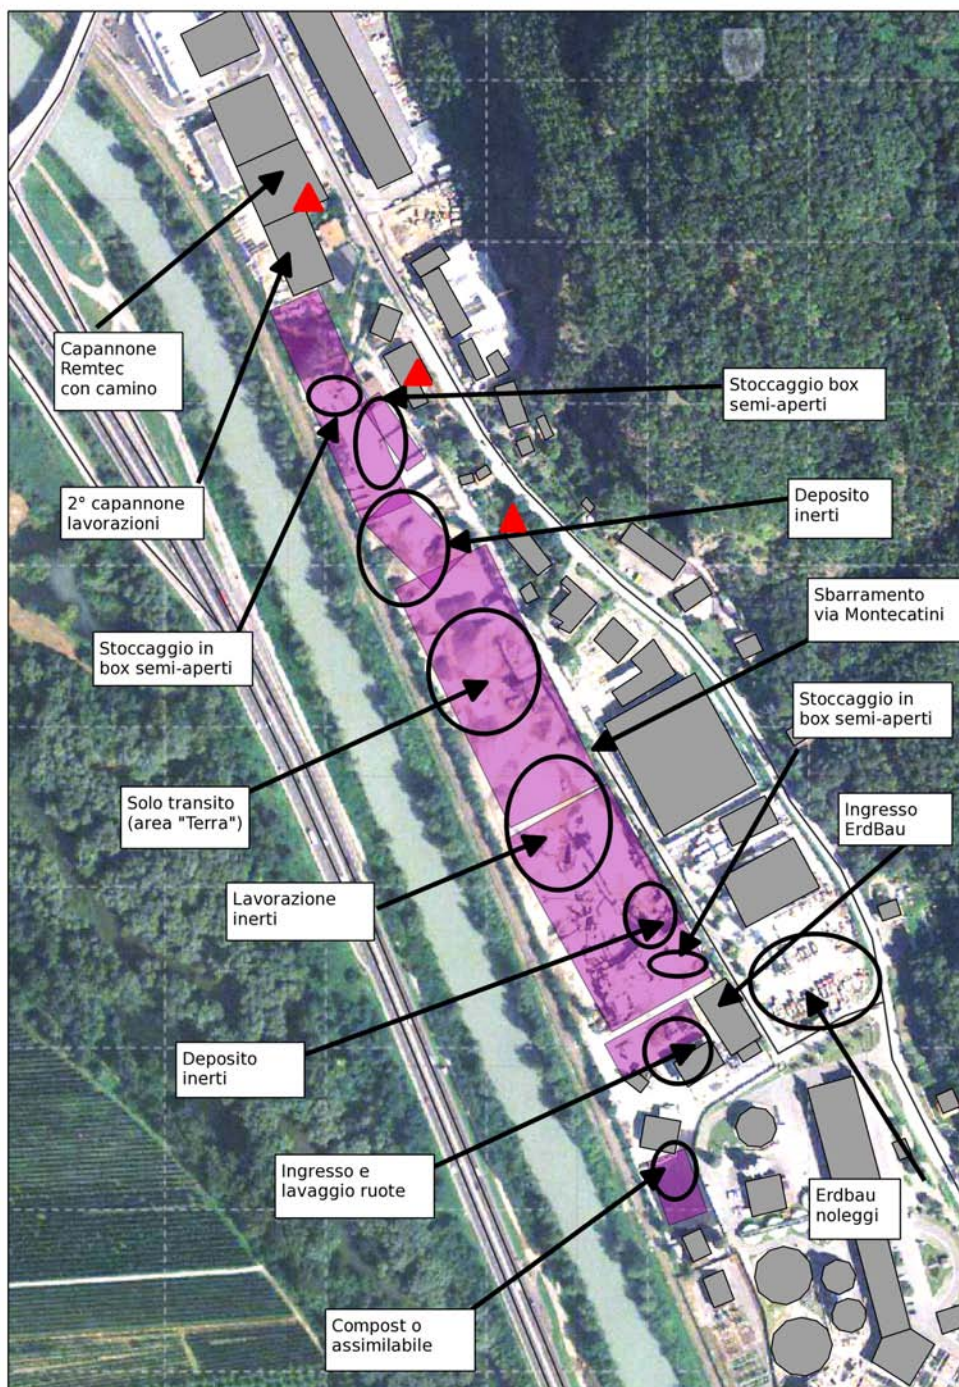 Capannone
Remtec
con camino
Stoccaggio box
semi-aperti
2° capannone
lavorazioni
Deposito
inerti
Sbarramento
via Montecatini
Stoccaggio in
box semi-aperti
Stoccaggio in
box semi-aperti
Solo transito
(area "Terra")
Ingresso
ErdBau
Lavorazione
inerti
Deposito
inerti
Ingresso e
lavaggio ruote
Erdbau
noleggi
Compost o
assimilabile